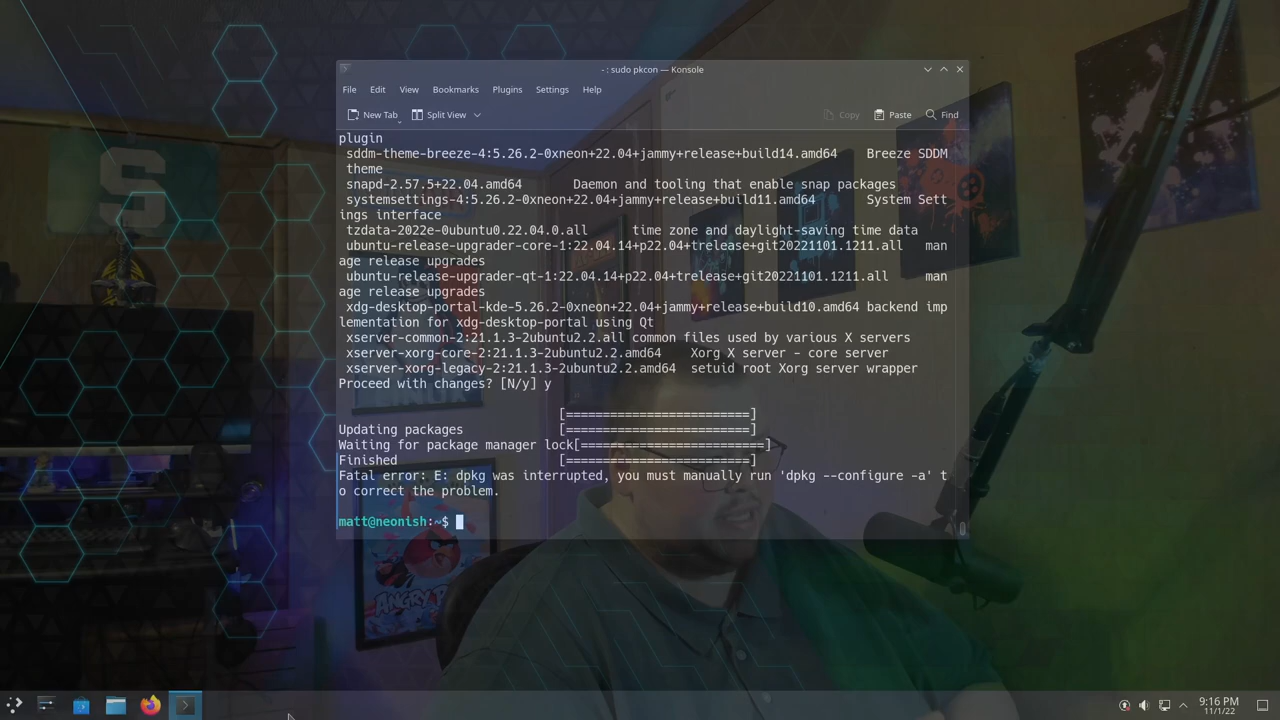 - : sudo pkcon — Konsole
File Edit View Bookmarks Plugins Settings Help
New Tab Split View Copy Paste Find
plugin
sddm-theme-breeze-4:5.26.2-0xneon+22.04+jammy+release+build14.amd64 Breeze SDDM
theme
snapd-2.57.5+22.04.amd64 Daemon and tooling that enable snap packages
systemsettings-4:5.26.2-0xneon+22.04+jammy+release+build11.amd64 System Sett
ings interface
tzdata-2022e-0ubuntu0.22.04.0.all time zone and daylight-saving time data
ubuntu-release-upgrader-core-1:22.04.14+p22.04+trelease+git20221101.1211.all man
age release upgrades
ubuntu-release-upgrader-qt-1:22.04.14+p22.04+trelease+git20221101.1211.all man
age release upgrades
xdg-desktop-portal-kde-5.26.2-0xneon+22.04+jammy+release+build10.amd64 backend imp
lementation for xdg-desktop-portal using Qt
xserver-common-2:21.1.3-2ubuntu2.2.all common files used by various X servers
xserver-xorg-core-2:21.1.3-2ubuntu2.2.amd64 Xorg X server - core server
xserver-xorg-legacy-2:21.1.3-2ubuntu2.2.amd64 setuid root Xorg server wrapper
Proceed with changes? [N/y] y
[=========================]
Updating packages [=========================]
Waiting for package manager lock[=========================]
Finished [=========================]
Fatal error: E: dpkg was interrupted, you must manually run 'dpkg --configure -a' t
o correct the problem.
matt@neonish:~$
S
ANGRY
9:16 PM
11/1/22